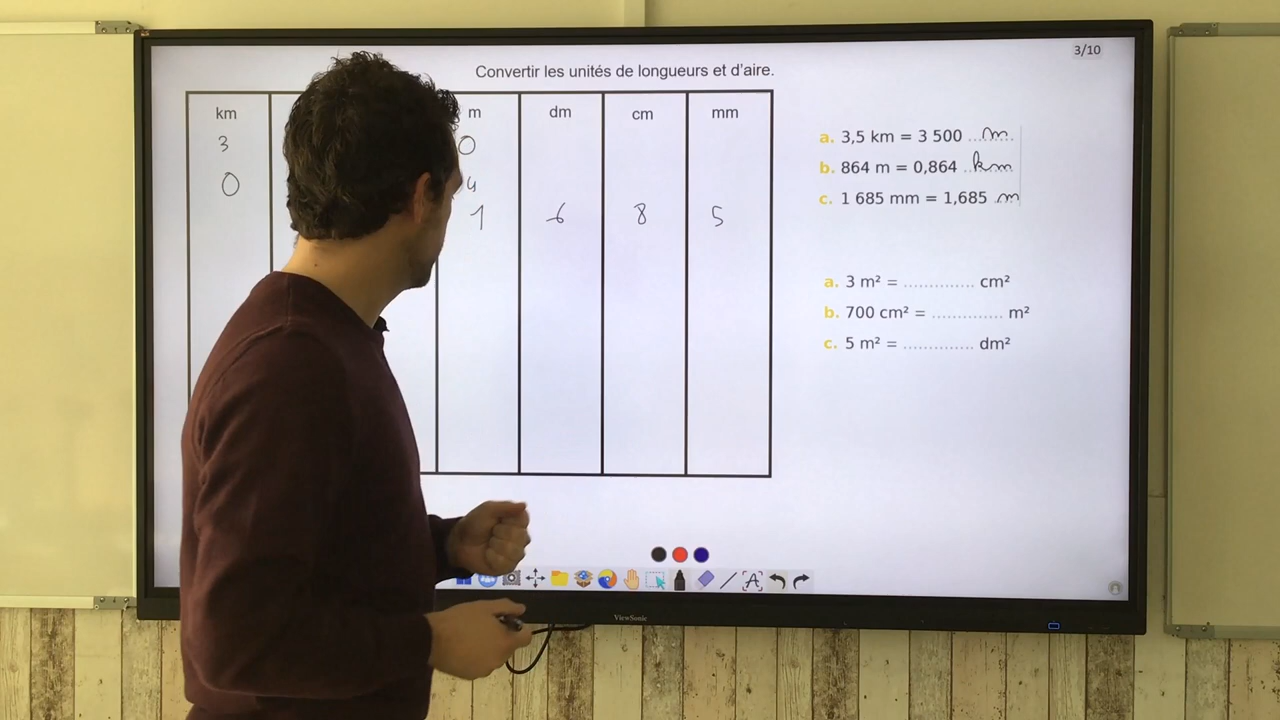 3/10
Convertir les unités de longueurs et d'aire.
km m dm cm mm
3 0
0 4
1 6 8 5
a. 3,5 km = 3 500 ...m..
b. 864 m = 0,864 ..km
c. 1 685 mm = 1,685 ..m
a. 3 m² = .............. cm²
b. 700 cm² = .............. m²
c. 5 m² = .............. dm²
ViewSonic